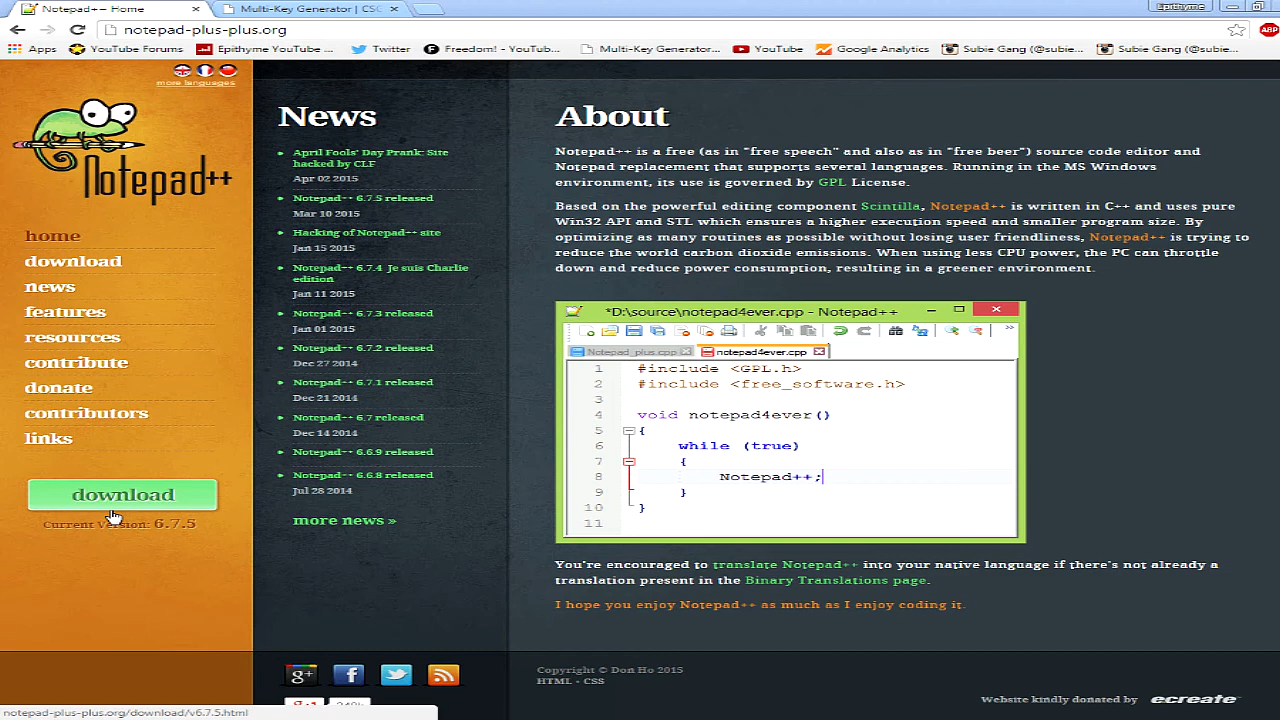 Notepad++ Home
Multi-Key Generator | CSG
Epithyme
notepad-plus-plus.org
ABP
Apps
YouTube Forums
Epithyme YouTube ...
Twitter
Freedom! - YouTub...
Multi-Key Generator...
YouTube
Google Analytics
Subie Gang (@subie...
Subie Gang (@subie...
more languages
Notepad++
home
download
news
features
resources
contribute
donate
contributors
links
download
Current Version: 6.7.5
News
April Fools' Day Prank: Site
hacked by CLF
Apr 02 2015
Notepad++ 6.7.5 released
Mar 10 2015
Hacking of Notepad++ site
Jan 15 2015
Notepad++ 6.7.4 Je suis Charlie
edition
Jan 11 2015
Notepad++ 6.7.3 released
Jan 01 2015
Notepad++ 6.7.2 released
Dec 27 2014
Notepad++ 6.7.1 released
Dec 21 2014
Notepad++ 6.7 released
Dec 14 2014
Notepad++ 6.6.9 released
Notepad++ 6.6.8 released
Jul 28 2014
more news »
About
Notepad++ is a free (as in "free speech" and also as in "free beer") source code editor and
Notepad replacement that supports several languages. Running in the MS Windows
environment, its use is governed by GPL License.
Based on the powerful editing component Scintilla, Notepad++ is written in C++ and uses pure
Win32 API and STL which ensures a higher execution speed and smaller program size. By
optimizing as many routines as possible without losing user friendliness, Notepad++ is trying to
reduce the world carbon dioxide emissions. When using less CPU power, the PC can throttle
down and reduce power consumption, resulting in a greener environment.
*D:\source\notepad4ever.cpp - Notepad++
Notepad_plus.cpp
notepad4ever.cpp
1 #include <GPL.h>
2 #include <free_software.h>
3
4 void notepad4ever()
5 {
6 while (true)
7 {
8 Notepad++;
9 }
10 }
11
You're encouraged to translate Notepad++ into your native language if there's not already a
translation present in the Binary Translations page.
I hope you enjoy Notepad++ as much as I enjoy coding it.
g+
Copyright © Don Ho 2015
HTML - CSS
Website kindly donated by ecreate
notepad-plus-plus.org/download/v6.7.5.html